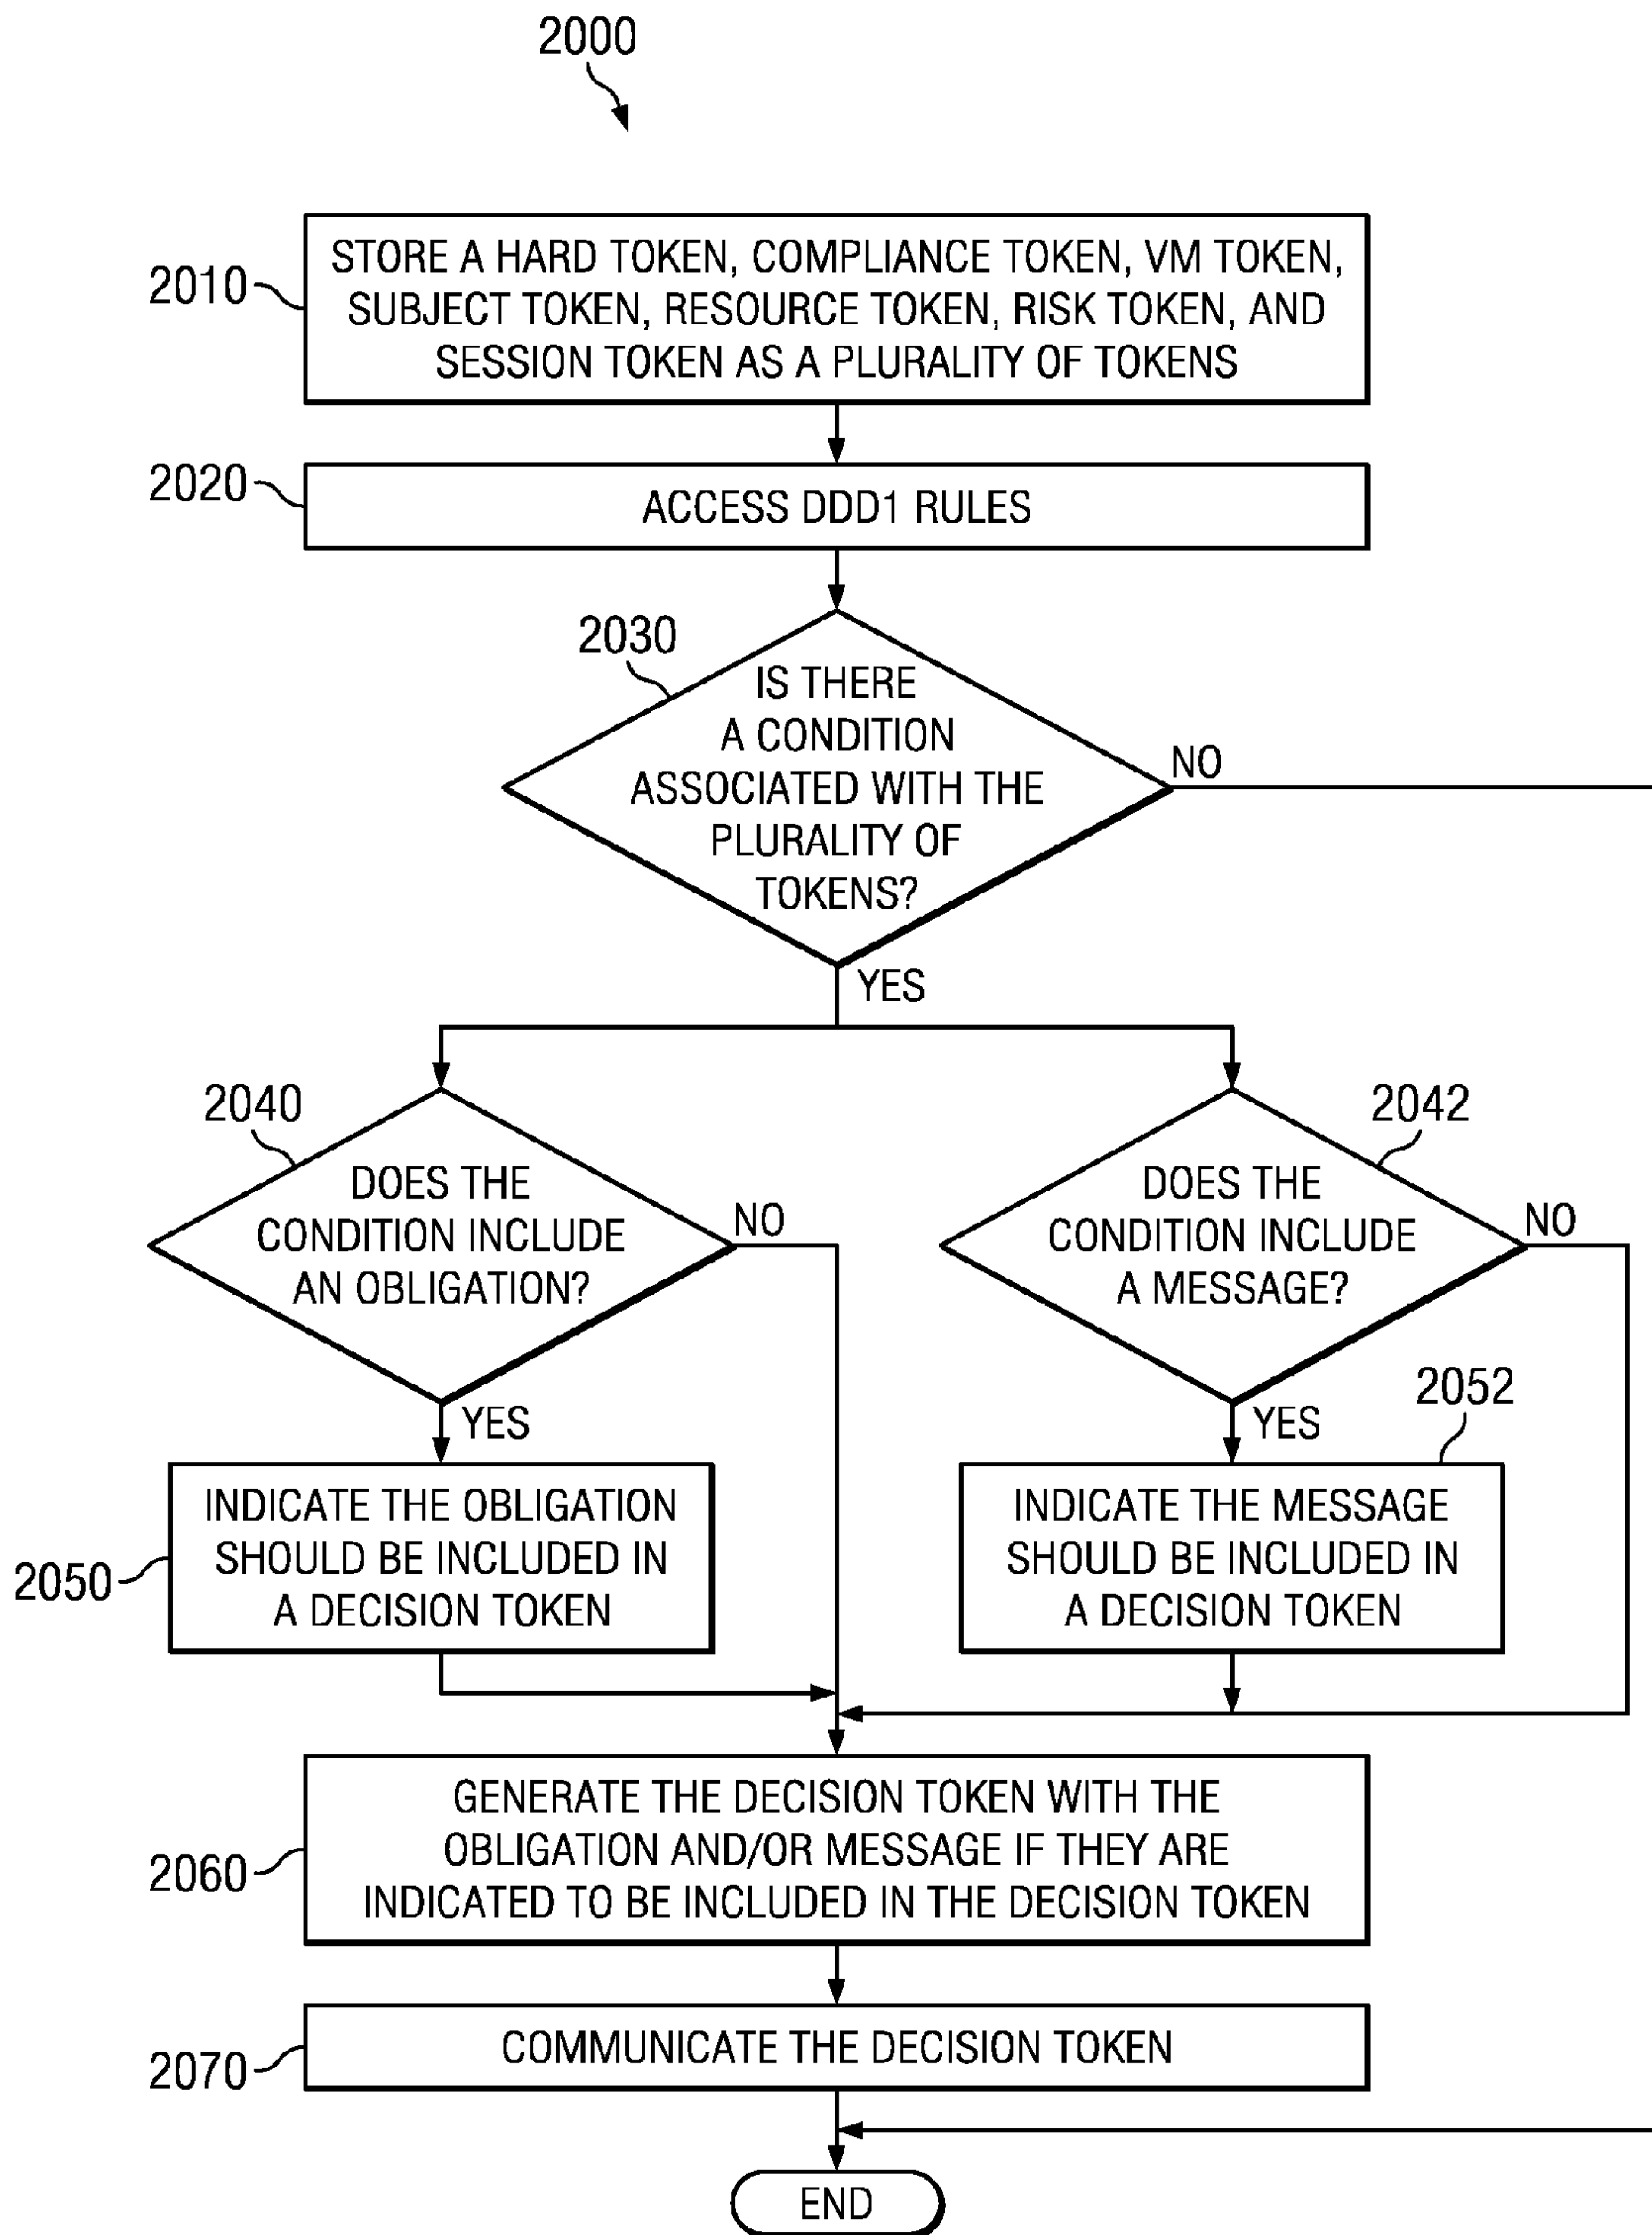 2000
2010
STORE A HARD TOKEN, COMPLIANCE TOKEN, VM TOKEN,
SUBJECT TOKEN, RESOURCE TOKEN, RISK TOKEN, AND
SESSION TOKEN AS A PLURALITY OF TOKENS
2020
ACCESS DDD1 RULES
2030
IS THERE
A CONDITION
ASSOCIATED WITH THE
PLURALITY OF
TOKENS?
NO
YES
2040
DOES THE
CONDITION INCLUDE
AN OBLIGATION?
NO
YES
2042
DOES THE
CONDITION INCLUDE
A MESSAGE?
NO
YES
2050
INDICATE THE OBLIGATION
SHOULD BE INCLUDED IN
A DECISION TOKEN
2052
INDICATE THE MESSAGE
SHOULD BE INCLUDED IN
A DECISION TOKEN
2060
GENERATE THE DECISION TOKEN WITH THE
OBLIGATION AND/OR MESSAGE IF THEY ARE
INDICATED TO BE INCLUDED IN THE DECISION TOKEN
2070
COMMUNICATE THE DECISION TOKEN
END